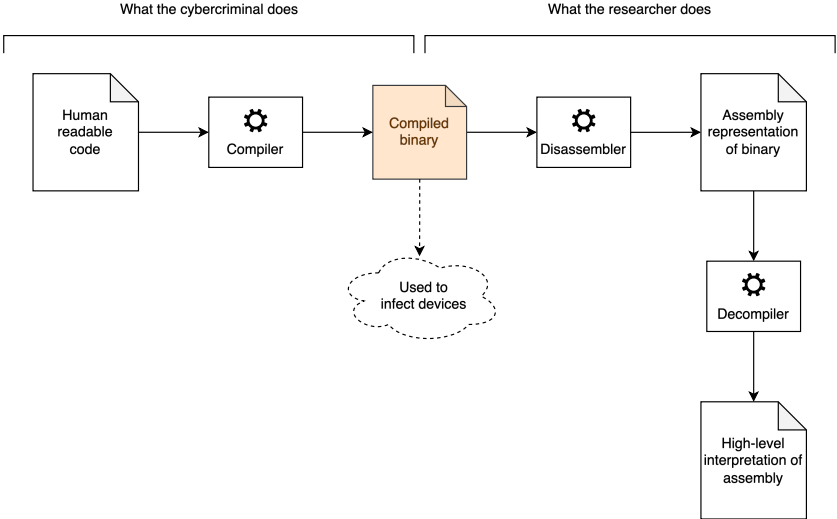 What the cybercriminal does
What the researcher does
Human
readable
code
Compiler
Compiled
binary
Disassembler
Assembly
representation
of binary
Used to
infect devices
Decompiler
High-level
interpretation of
assembly